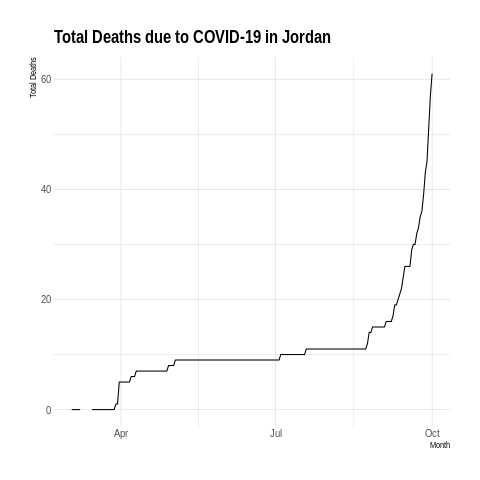 Total Deaths due to COVID-19 in Jordan
Total Deaths
60
40
20
0
Apr
Jul
Oct
Month